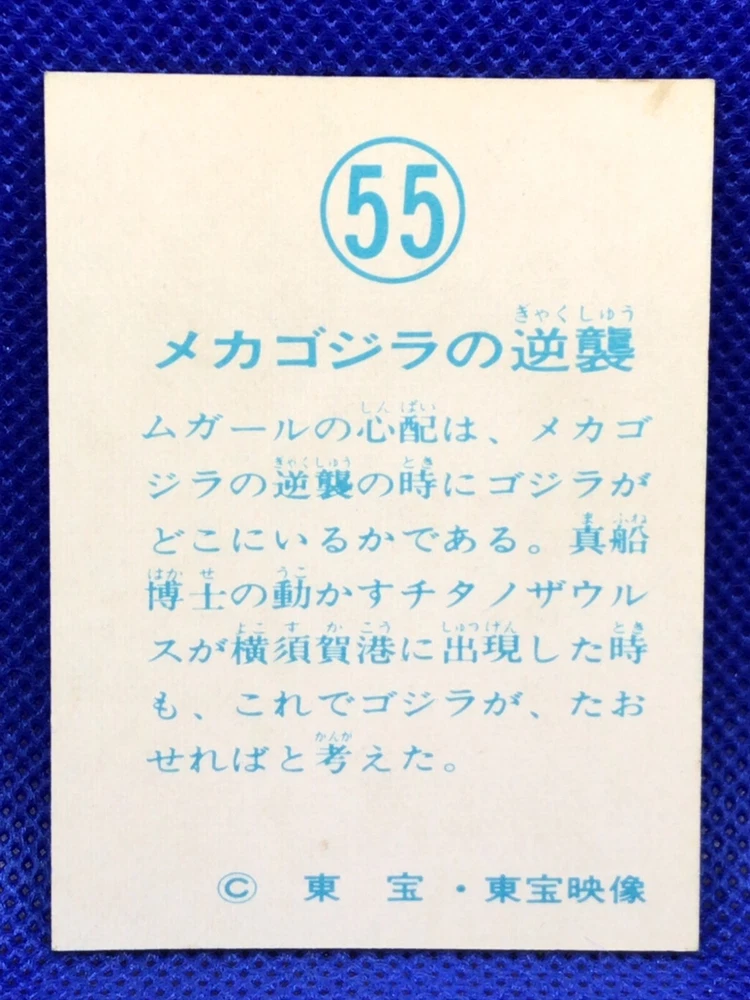 55
メカゴジラの逆襲
ムガールの心配は、メカゴ
ジラの逆襲の時にゴジラが
どこにいるかである。真船
博士の動かすチタノザウル
スが横須賀港に出現した時
も、これでゴジラが、たお
せればと考えた。
© 東宝・東宝映像